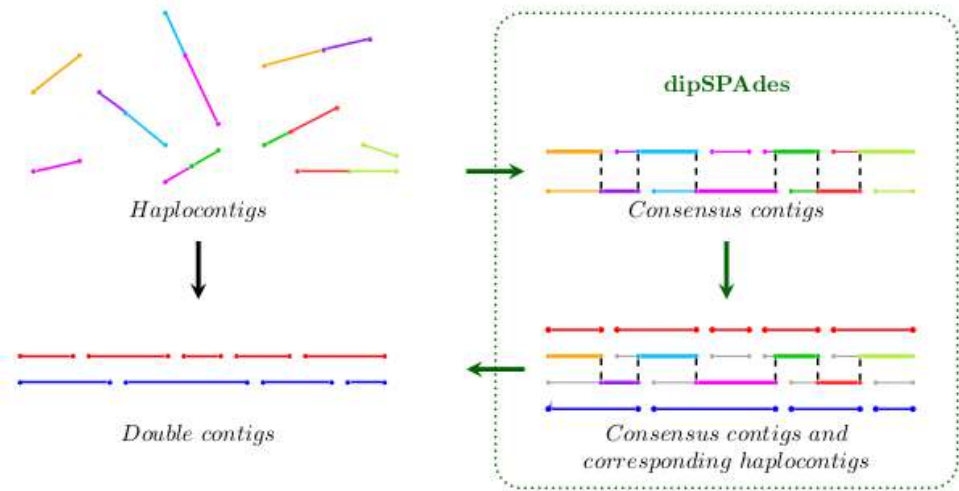 dipSPAdes
Haplocontigs
Consensus contigs
Double contigs
Consensus contigs and
corresponding haplocontigs